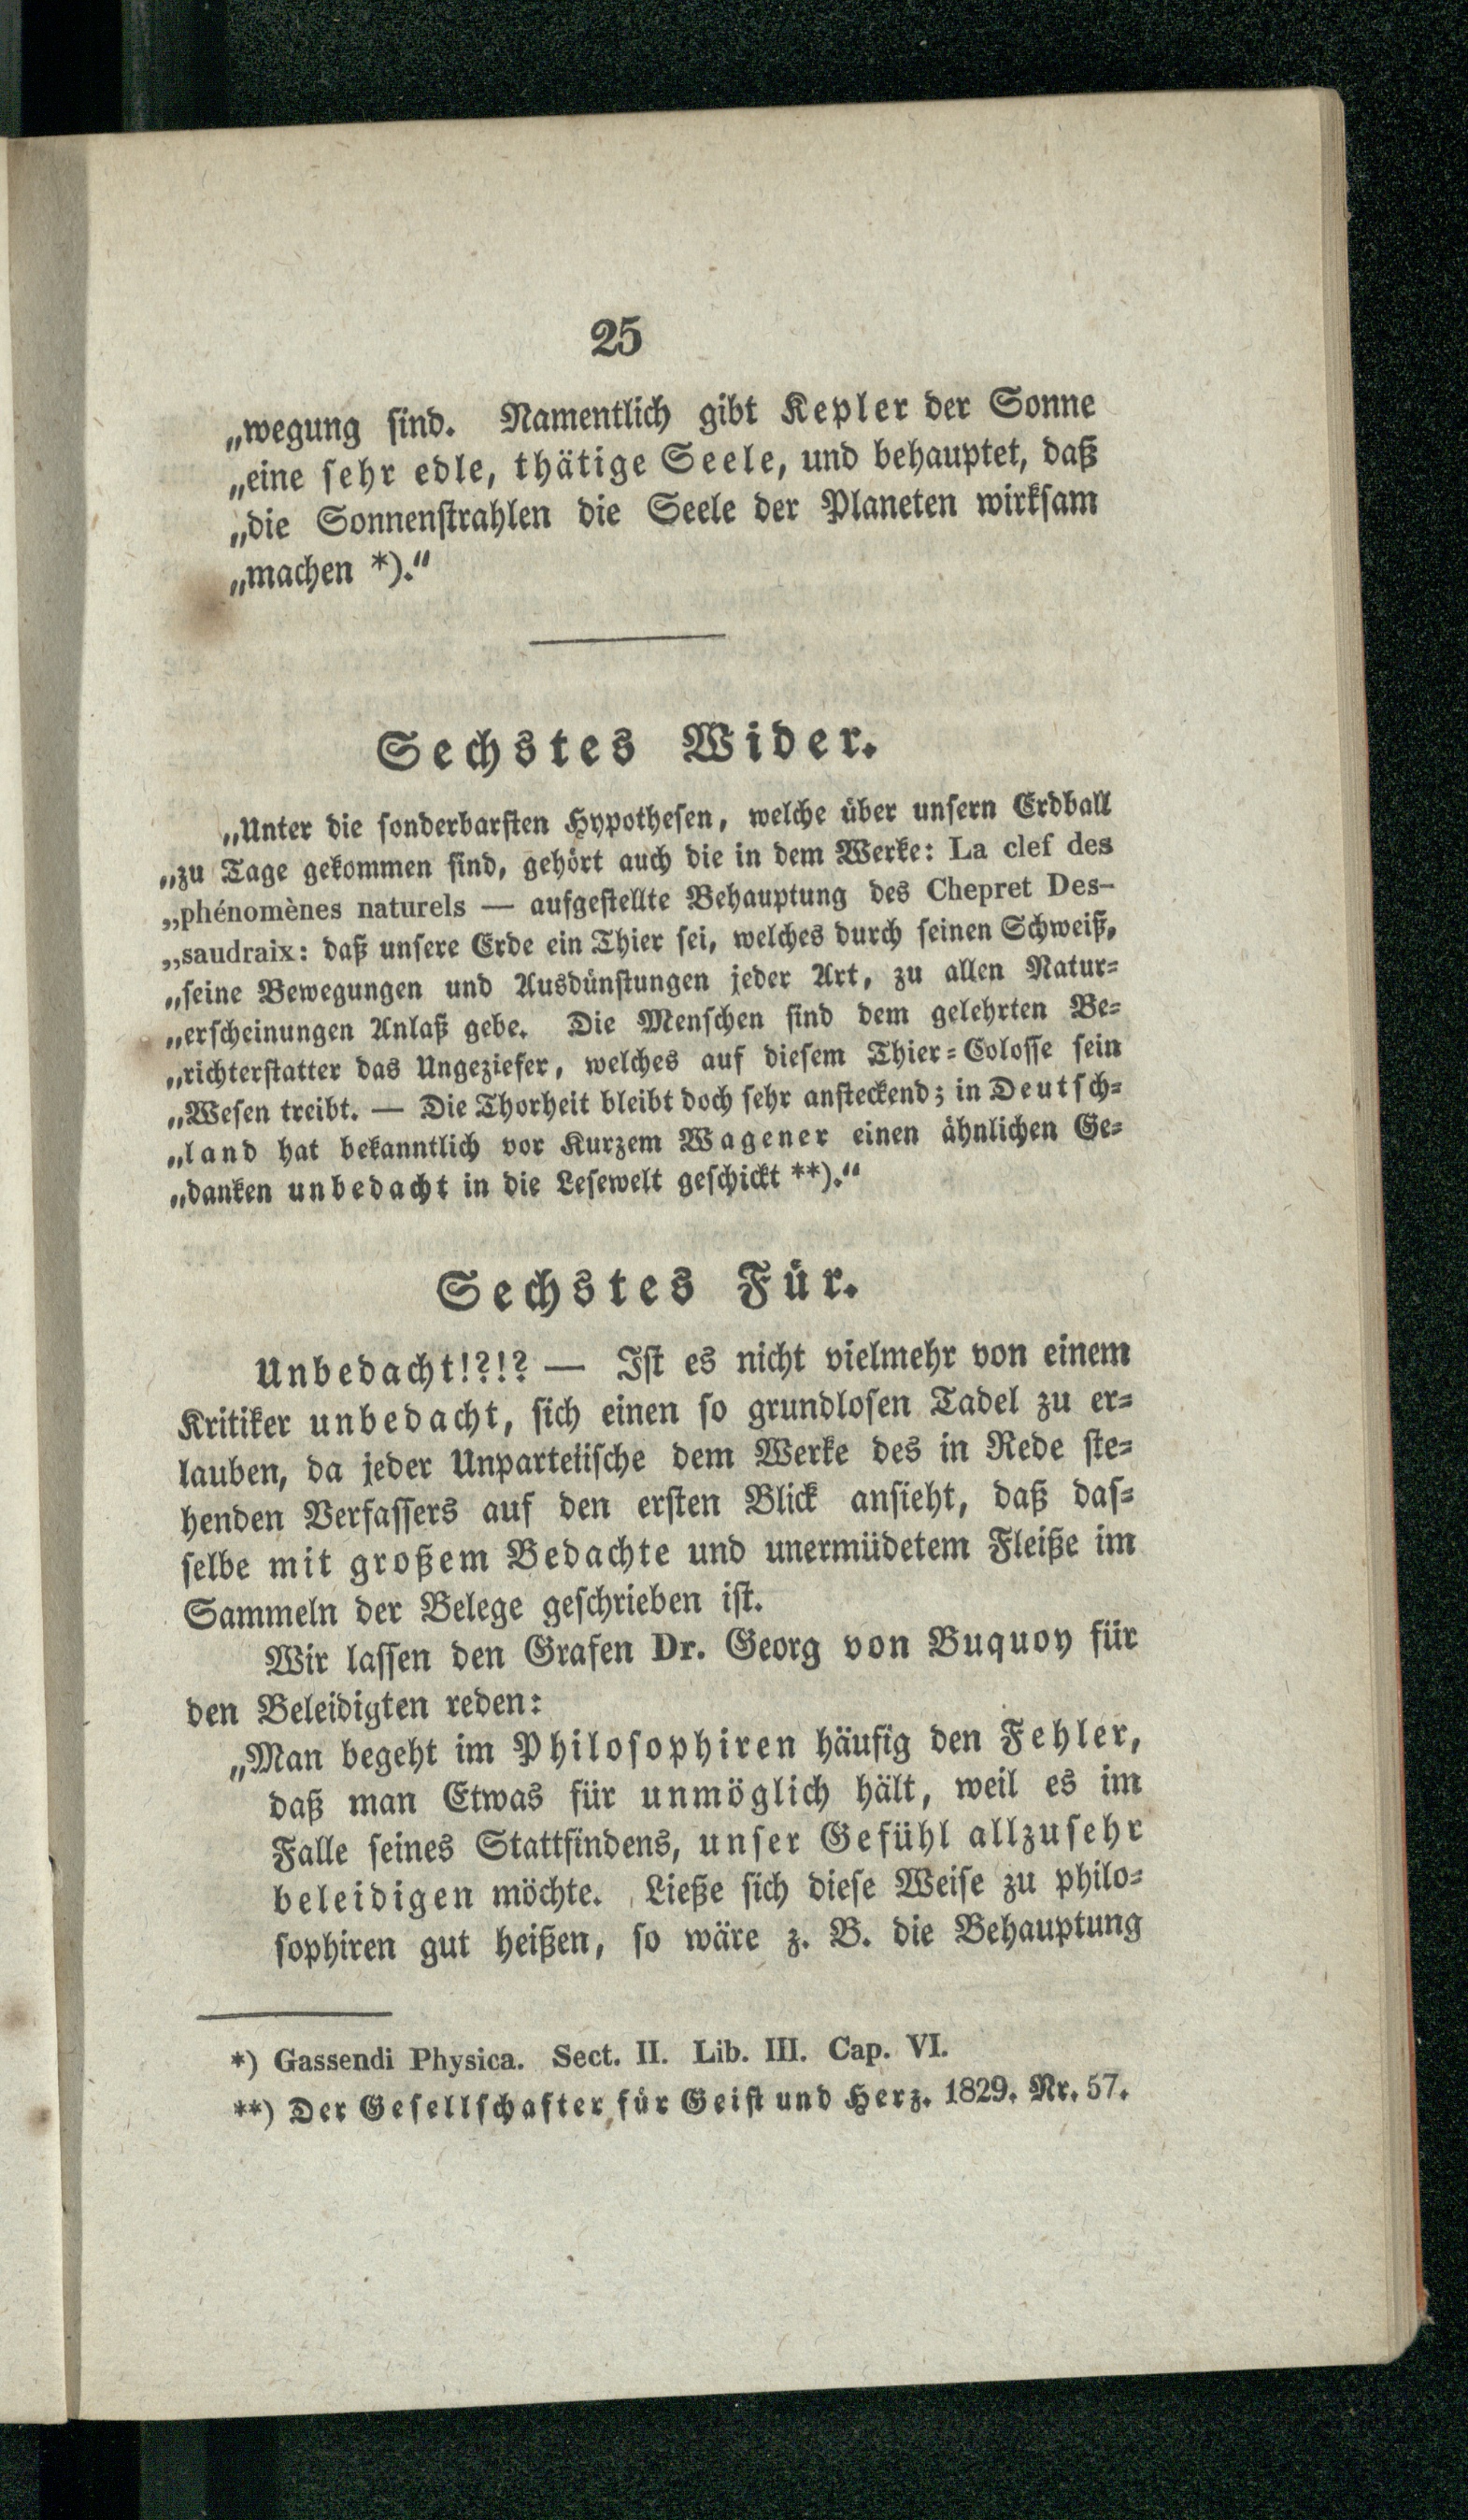 25
„wegung sind. Namentlich gibt Kepler der Sonne
„eine sehr edle, thätige Seele, und behauptet, daß
„die Sonnenstrahlen die Seele der Planeten wirksam
„machen *).“
Sechstes Wider.
„Unter die sonderbarsten Hypothesen, welche über unsern Erdball
„zu Tage gekommen sind, gehört auch die in dem Werke: La clef des
„phénomènes naturels — aufgestellte Behauptung des Chepret Des-
„saudraix: daß unsere Erde ein Thier sei, welches durch seinen Schweiß,
„seine Bewegungen und Ausdünstungen jeder Art, zu allen Natur-
„erscheinungen Anlaß gebe. Die Menschen sind dem gelehrten Be-
„richterstatter das Ungeziefer, welches auf diesem Thier-Colosse sein
„Wesen treibt. — Die Thorheit bleibt doch sehr ansteckend; in Deutsch-
„land hat bekanntlich vor Kurzem Wagener einen ähnlichen Ge-
„danken unbedacht in die Lesewelt geschickt **).“
Sechstes Für.
Unbedacht!?!? — Ist es nicht vielmehr von einem
Kritiker unbedacht, sich einen so grundlosen Tadel zu er-
lauben, da jeder Unparteiische dem Werke des in Rede ste-
henden Verfassers auf den ersten Blick ansieht, daß das-
selbe mit großem Bedachte und unermüdetem Fleiße im
Sammeln der Belege geschrieben ist.
Wir lassen den Grafen Dr. Georg von Buquoy für
den Beleidigten reden:
„Man begeht im Philosophiren häufig den Fehler,
daß man Etwas für unmöglich hält, weil es im
Falle seines Stattfindens, unser Gefühl allzusehr
beleidigen möchte. Ließe sich diese Weise zu philo-
sophiren gut heißen, so wäre z. B. die Behauptung
*) Gassendi Physica. Sect. II. Lib. III. Cap. VI.
**) Der Gesellschafter für Geist und Herz. 1829. Nr. 57.